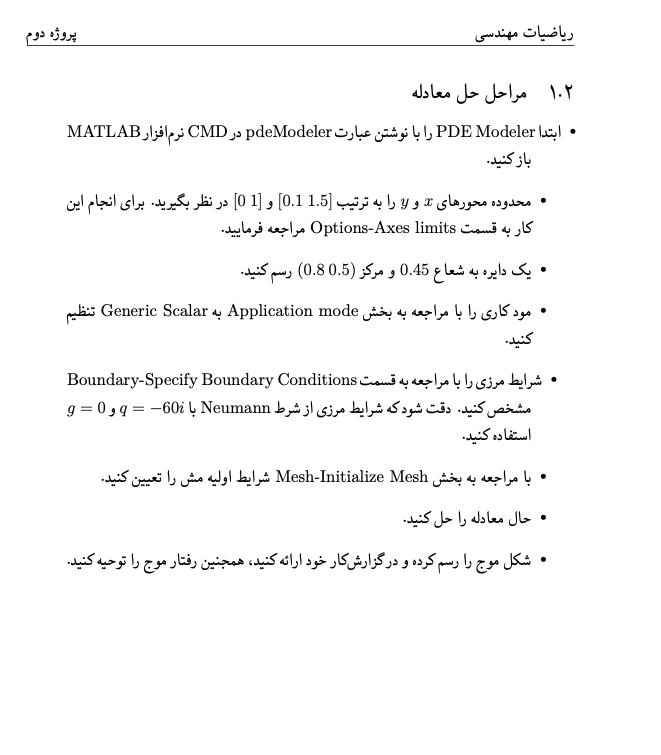 ریاضیات مهندسی پروژه دوم
۱.۲ مراحل حل معادله
• ابتدا PDE Modeler را با نوشتن عبارت pdeModeler در CMD نرم‌افزار MATLAB
باز کنید.
• محدوده محورهای x و y را به ترتیب [0.1 1.5] و [0 1] در نظر بگیرید. برای انجام این
کار به قسمت Options-Axes limits مراجعه فرمایید.
• یک دایره به شعاع 0.45 و مرکز (0.8 0.5) رسم کنید.
• مود کاری را با مراجعه به بخش Application mode به Generic Scalar تنظیم
کنید.
• شرایط مرزی را با مراجعه به قسمت Boundary-Specify Boundary Conditions
مشخص کنید. دقت شود که شرایط مرزی از شرط Neumann با q = −60i و g = 0
استفاده کنید.
• با مراجعه به بخش Mesh-Initialize Mesh شرایط اولیه مش را تعیین کنید.
• حال معادله را حل کنید.
• شکل موج را رسم کرده و در گزارش‌کار خود ارائه کنید، همجنین رفتار موج را توحیه کنید.